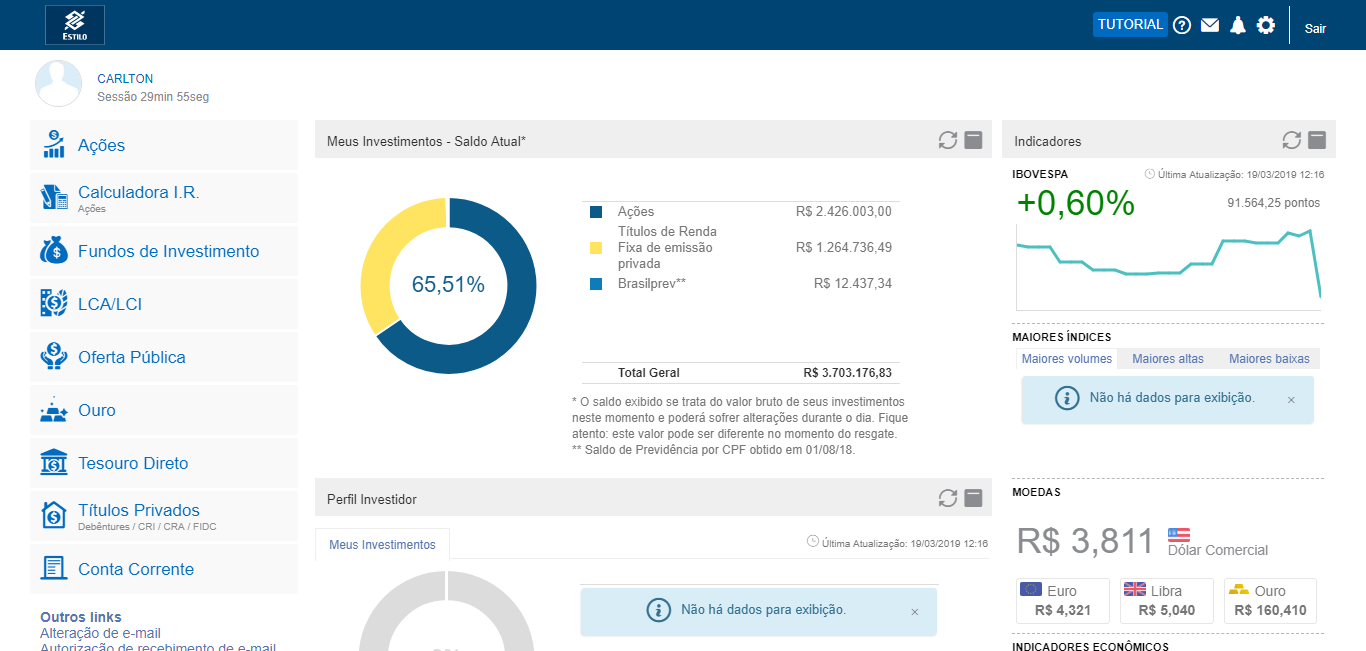 ESTILO
TUTORIAL
Sair
CARLTON
Sessão 29min 55seg
Ações
Calculadora I.R.
Ações
Fundos de Investimento
LCA/LCI
Oferta Pública
Ouro
Tesouro Direto
Títulos Privados
Debêntures / CRI / CRA / FIDC
Conta Corrente
Outros links
Alteração de e-mail
Autorização de recebimento de e-mail
Meus Investimentos - Saldo Atual*
65,51%
Ações R$ 2.426.003,00
Títulos de Renda
Fixa de emissão R$ 1.264.736,49
privada
Brasilprev** R$ 12.437,34
Total Geral R$ 3.703.176,83
* O saldo exibido se trata do valor bruto de seus investimentos
neste momento e poderá sofrer alterações durante o dia. Fique
atento: este valor pode ser diferente no momento do resgate.
** Saldo de Previdência por CPF obtido em 01/08/18.
Perfil Investidor
Meus Investimentos
Última Atualização: 19/03/2019 12:16
Não há dados para exibição. ×
Indicadores
IBOVESPA
Última Atualização: 19/03/2019 12:16
+0,60%
91.564,25 pontos
MAIORES ÍNDICES
Maiores volumes Maiores altas Maiores baixas
Não há dados para exibição. ×
MOEDAS
R$ 3,811
Dólar Comercial
Euro
R$ 4,321
Libra
R$ 5,040
Ouro
R$ 160,410
INDICADORES ECONÔMICOS